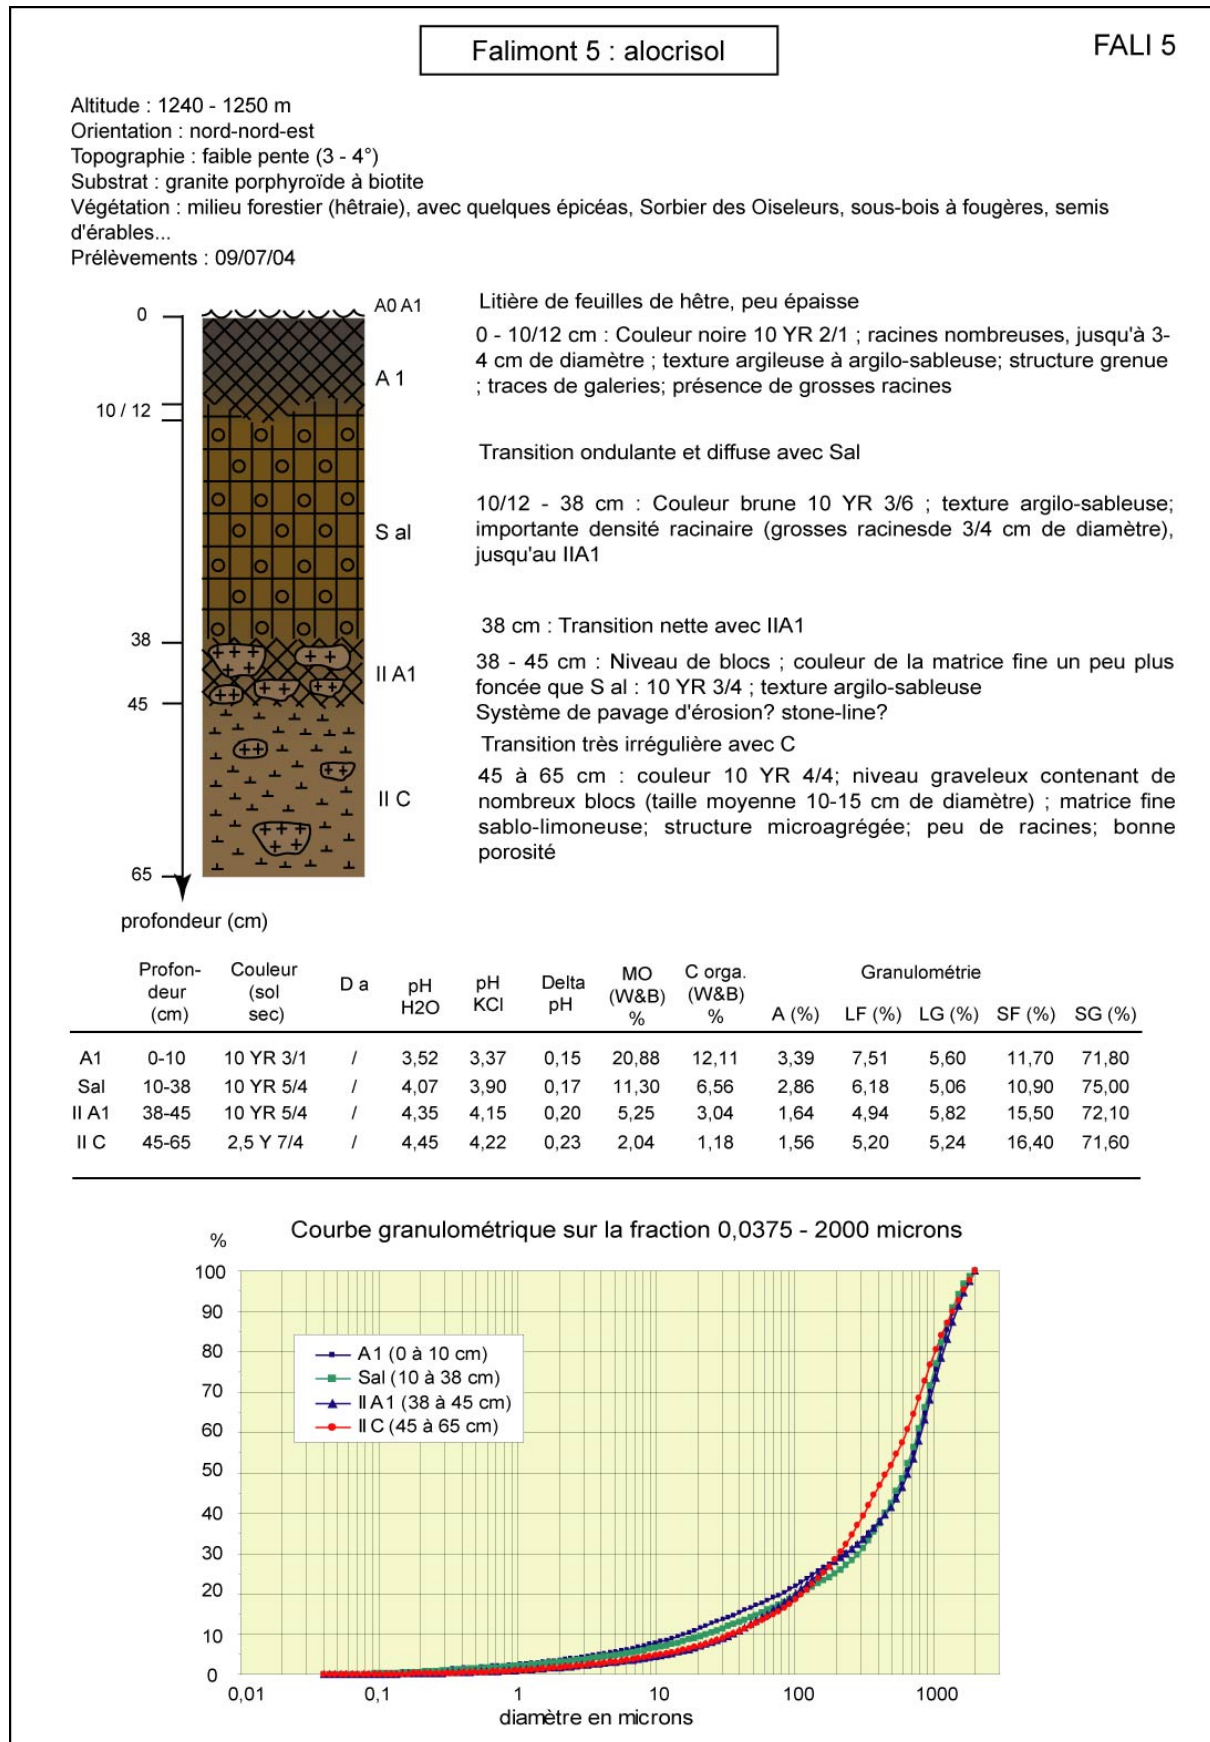 Falimont 5 : alocrisol
FALI 5
Altitude : 1240 - 1250 m
Orientation : nord-nord-est
Topographie : faible pente (3 - 4°)
Substrat : granite porphyroïde à biotite
Végétation : milieu forestier (hêtraie), avec quelques épicéas, Sorbier des Oiseleurs, sous-bois à fougères, semis
d'érables...
Prélèvements : 09/07/04
0
A0 A1
A 1
10 / 12
S al
38
II A1
45
II C
65
profondeur (cm)
Litière de feuilles de hêtre, peu épaisse
0 - 10/12 cm : Couleur noire 10 YR 2/1 ; racines nombreuses, jusqu'à 3-
4 cm de diamètre ; texture argileuse à argilo-sableuse; structure grenue
; traces de galeries; présence de grosses racines
Transition ondulante et diffuse avec Sal
10/12 - 38 cm : Couleur brune 10 YR 3/6 ; texture argilo-sableuse;
importante densité racinaire (grosses racinesde 3/4 cm de diamètre),
jusqu'au IIA1
38 cm : Transition nette avec IIA1
38 - 45 cm : Niveau de blocs ; couleur de la matrice fine un peu plus
foncée que S al : 10 YR 3/4 ; texture argilo-sableuse
Système de pavage d'érosion? stone-line?
Transition très irrégulière avec C
45 à 65 cm : couleur 10 YR 4/4; niveau graveleux contenant de
nombreux blocs (taille moyenne 10-15 cm de diamètre) ; matrice fine
sablo-limoneuse; structure microagrégée; peu de racines; bonne
porosité
Profon-deur (cm) Couleur (sol sec) D a pH H2O pH KCl Delta pH MO (W&B) % C orga. (W&B) % Granulométrie
A (%) LF (%) LG (%) SF (%) SG (%)
A1 0-10 10 YR 3/1 / 3,52 3,37 0,15 20,88 12,11 3,39 7,51 5,60 11,70 71,80
Sal 10-38 10 YR 5/4 / 4,07 3,90 0,17 11,30 6,56 2,86 6,18 5,06 10,90 75,00
II A1 38-45 10 YR 5/4 / 4,35 4,15 0,20 5,25 3,04 1,64 4,94 5,82 15,50 72,10
II C 45-65 2,5 Y 7/4 / 4,45 4,22 0,23 2,04 1,18 1,56 5,20 5,24 16,40 71,60
Courbe granulométrique sur la fraction 0,0375 - 2000 microns
%
100
90
80
70
60
50
40
30
20
10
0
A1 (0 à 10 cm)
Sal (10 à 38 cm)
II A1 (38 à 45 cm)
II C (45 à 65 cm)
0,01 0,1 1 10 100 1000
diamètre en microns